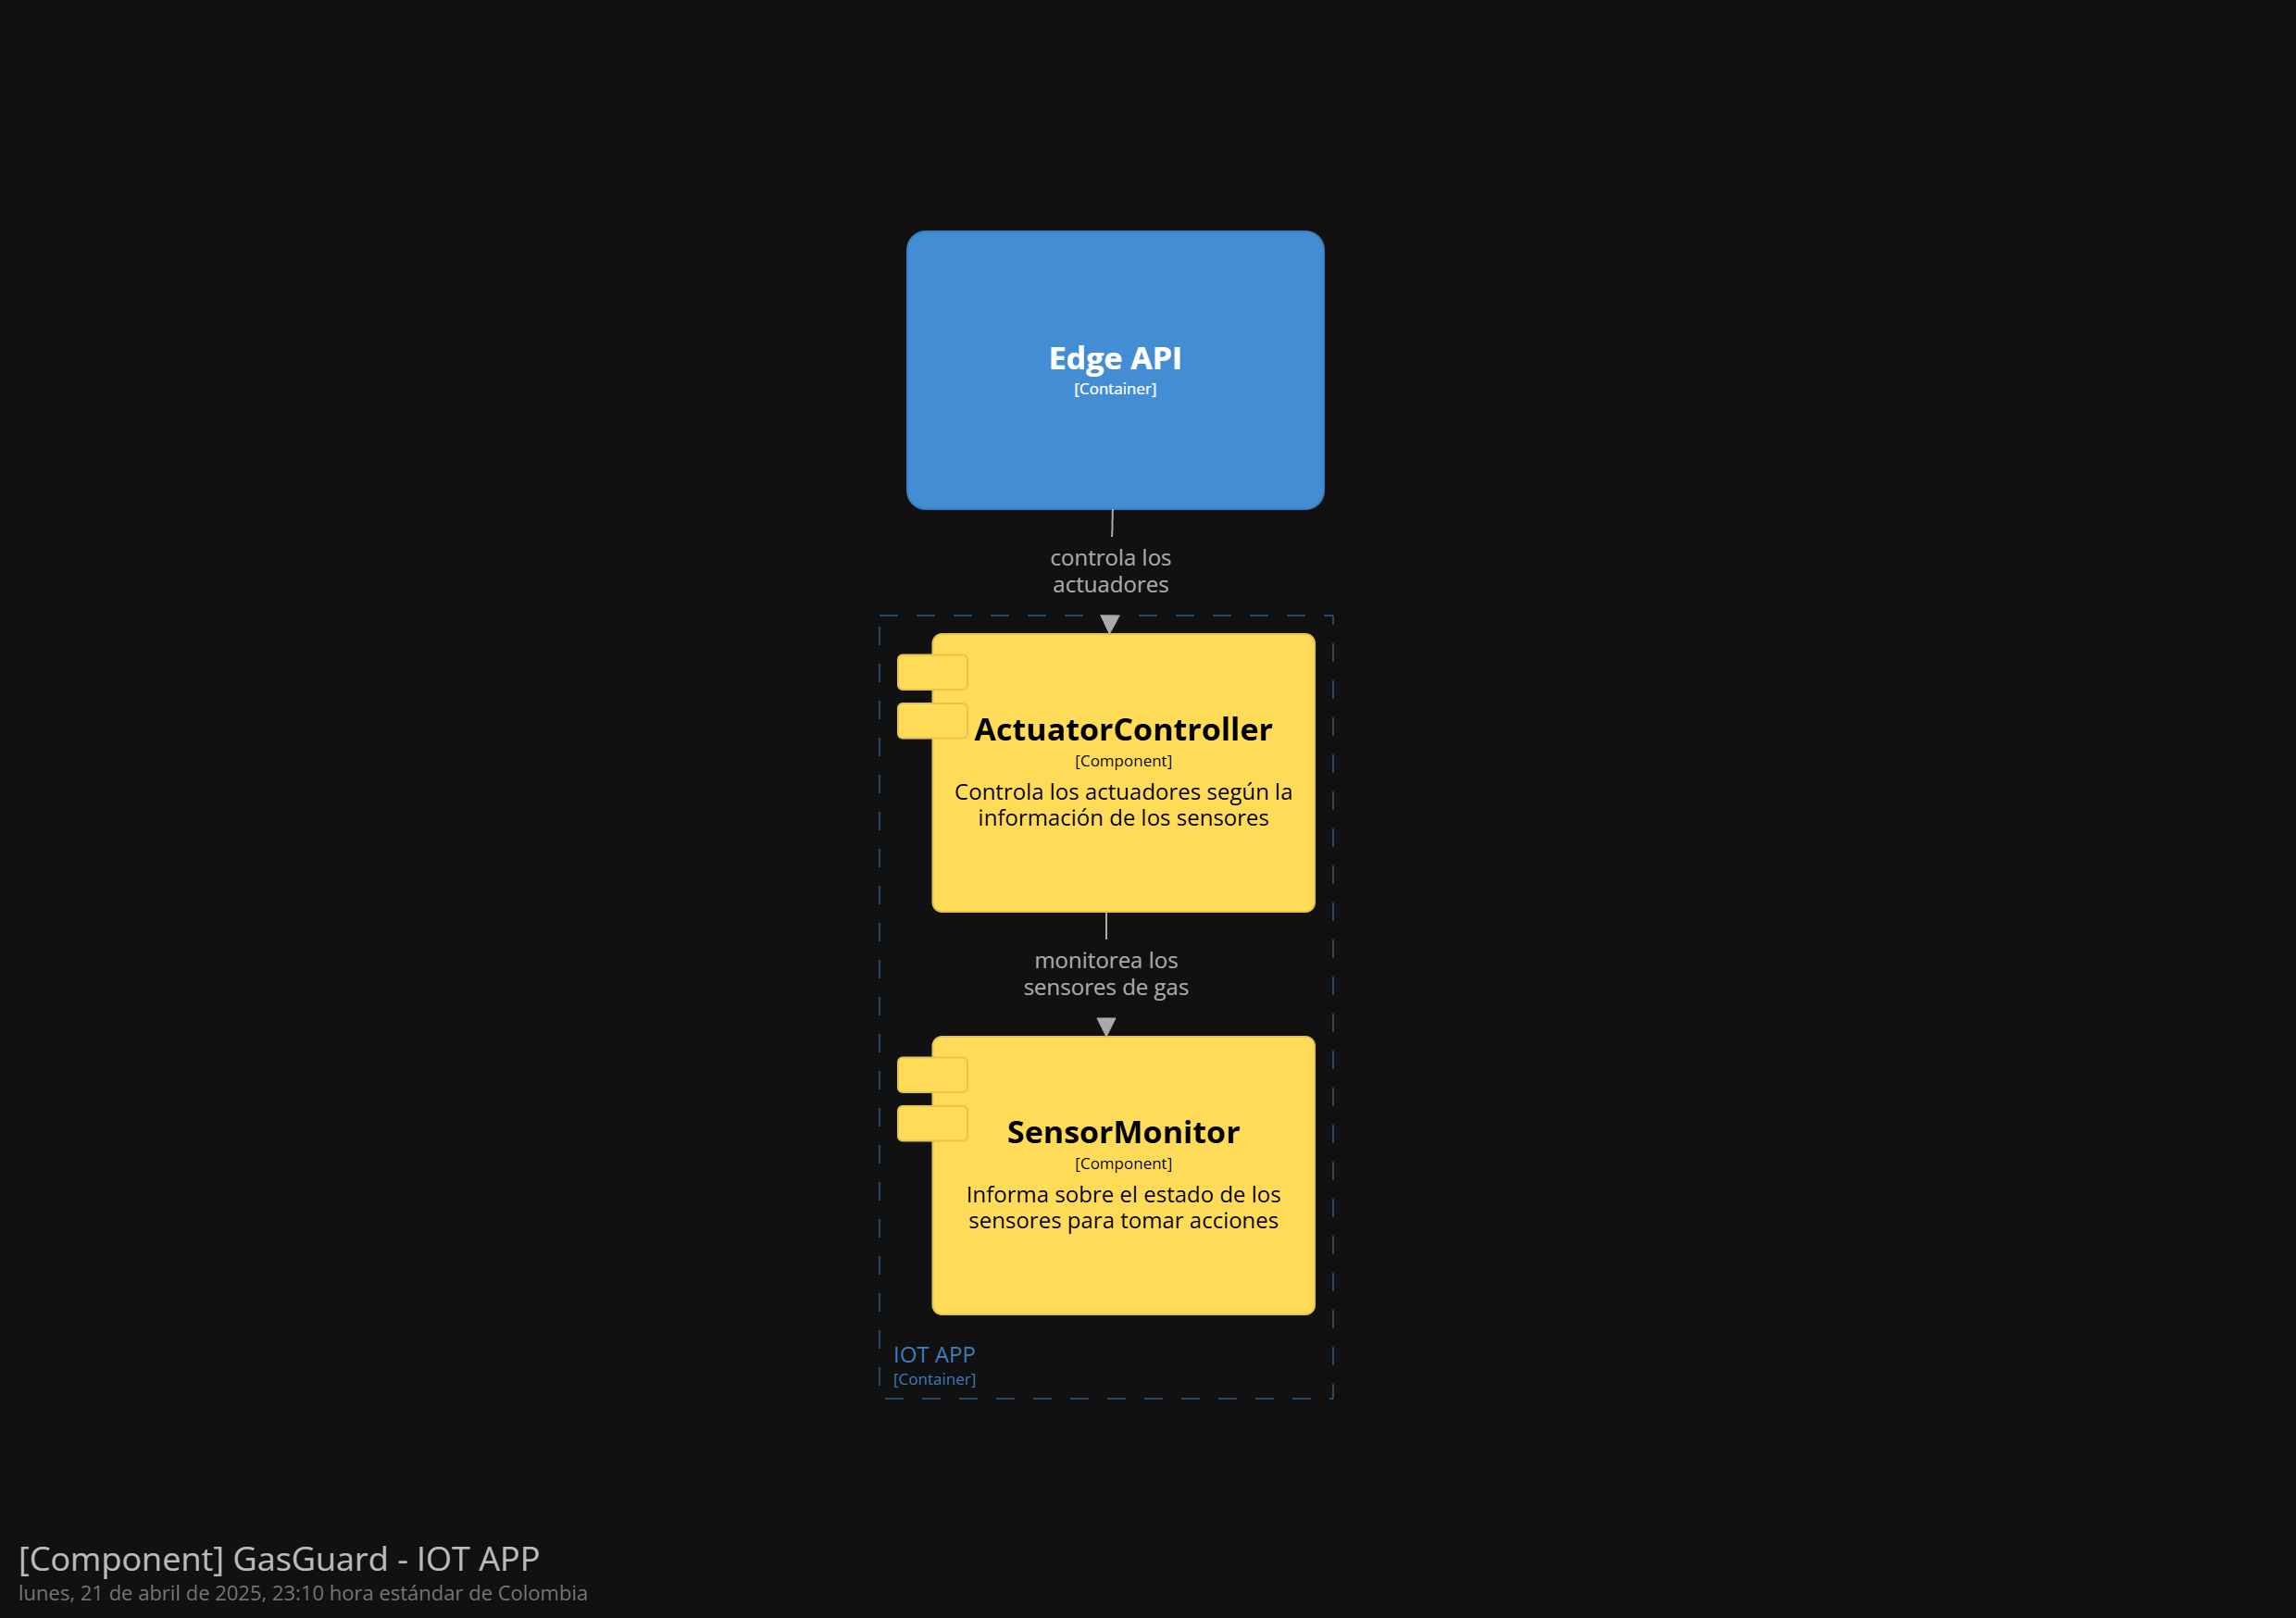 Edge API
[Container]
controla los
actuadores
ActuatorController
[Component]
Controla los actuadores según la
información de los sensores
monitorea los
sensores de gas
SensorMonitor
[Component]
Informa sobre el estado de los
sensores para tomar acciones
IOT APP
[Container]
[Component] GasGuard - IOT APP
lunes, 21 de abril de 2025, 23:10 hora estándar de Colombia